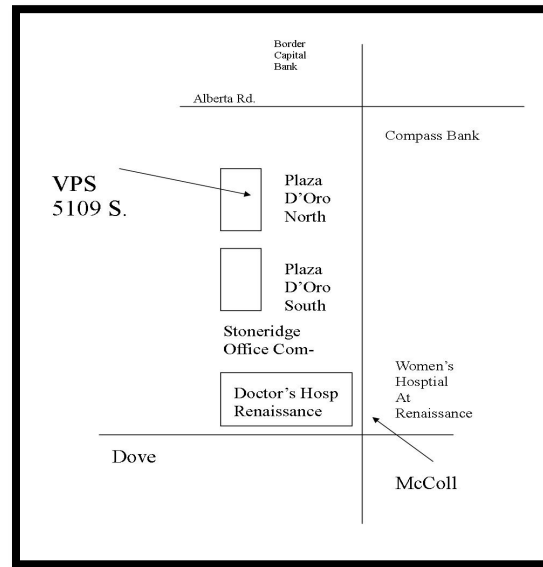 Border
Capital
Bank
Alberta Rd.
Compass Bank
VPS
5109 S.
Plaza
D’Oro
North
Plaza
D’Oro
South
Stoneridge
Office Com-
Women’s
Hosptial
At
Renaissance
Doctor’s Hosp
Renaissance
Dove
McColl